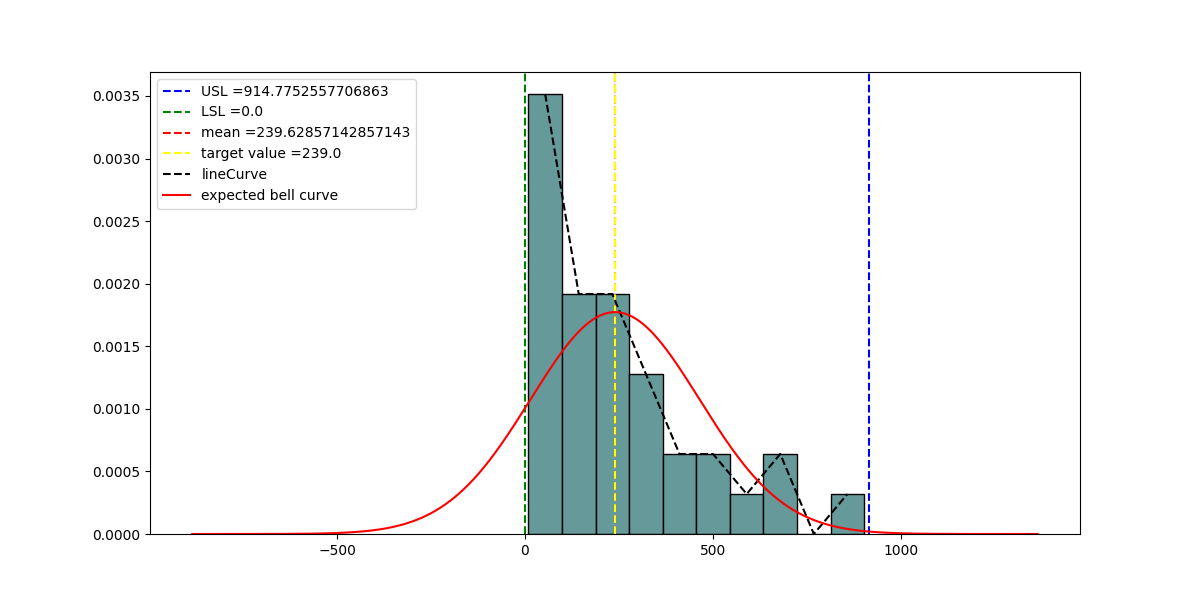 USL =914.7752557706863
LSL =0.0
mean =239.62857142857143
target value =239.0
lineCurve
expected bell curve
0.0035
0.0030
0.0025
0.0020
0.0015
0.0010
0.0005
0.0000
−500
0
500
1000